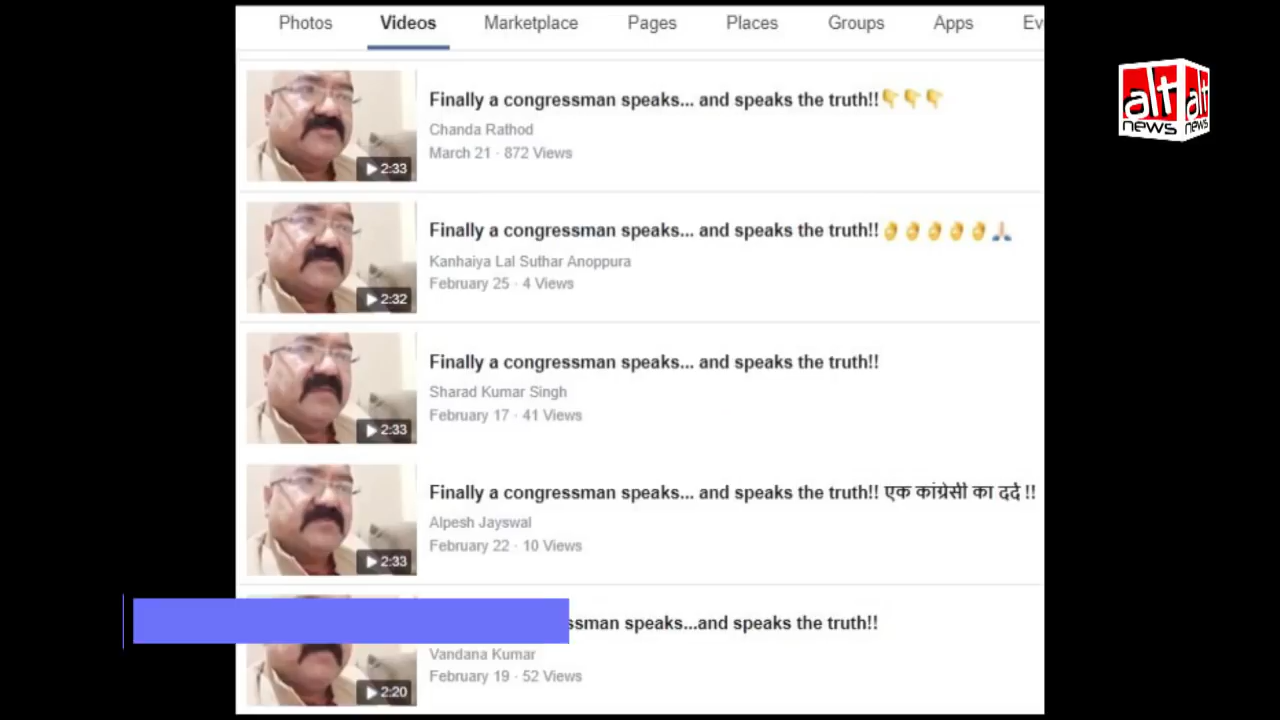 Photos Videos Marketplace Pages Places Groups Apps
Finally a congressman speaks... and speaks the truth!!👇👇👇
Chanda Rathod
March 21 · 872 Views
2:33
Finally a congressman speaks... and speaks the truth!!👌👌👌👌👌🙏🏻
Kanhaiya Lal Suthar Anoppura
February 25 · 4 Views
2:32
Finally a congressman speaks... and speaks the truth!!
Sharad Kumar Singh
February 17 · 41 Views
2:33
Finally a congressman speaks... and speaks the truth!! एक कांग्रेसी का दर्द !!
Alpesh Jayswal
February 22 · 10 Views
2:33
speaks...and speaks the truth!!
Vandana Kumar
February 19 · 52 Views
2:20
alt alt
news news